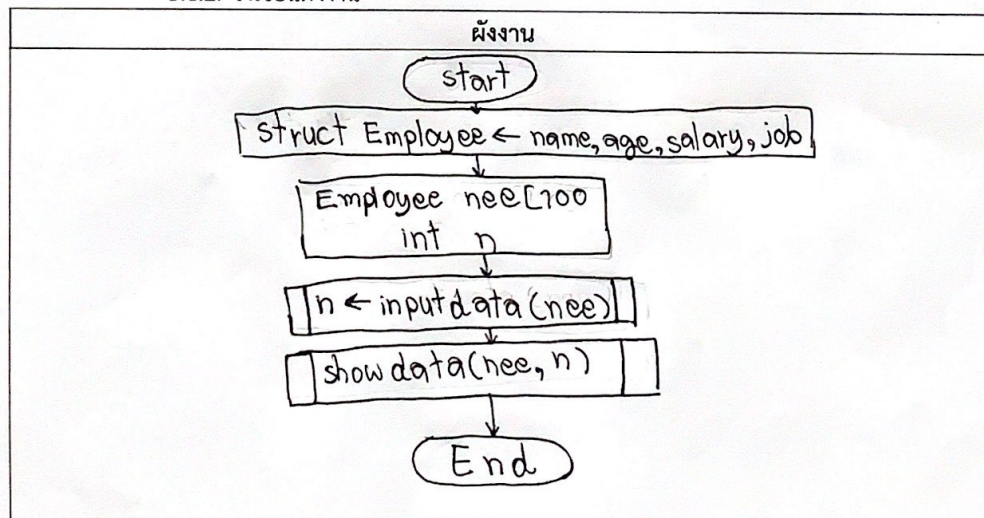 ผังงาน
start
struct Employee ← name, age, salary, job
Employee nee[100
int n
n ← inputdata(nee)
showdata(nee, n)
End